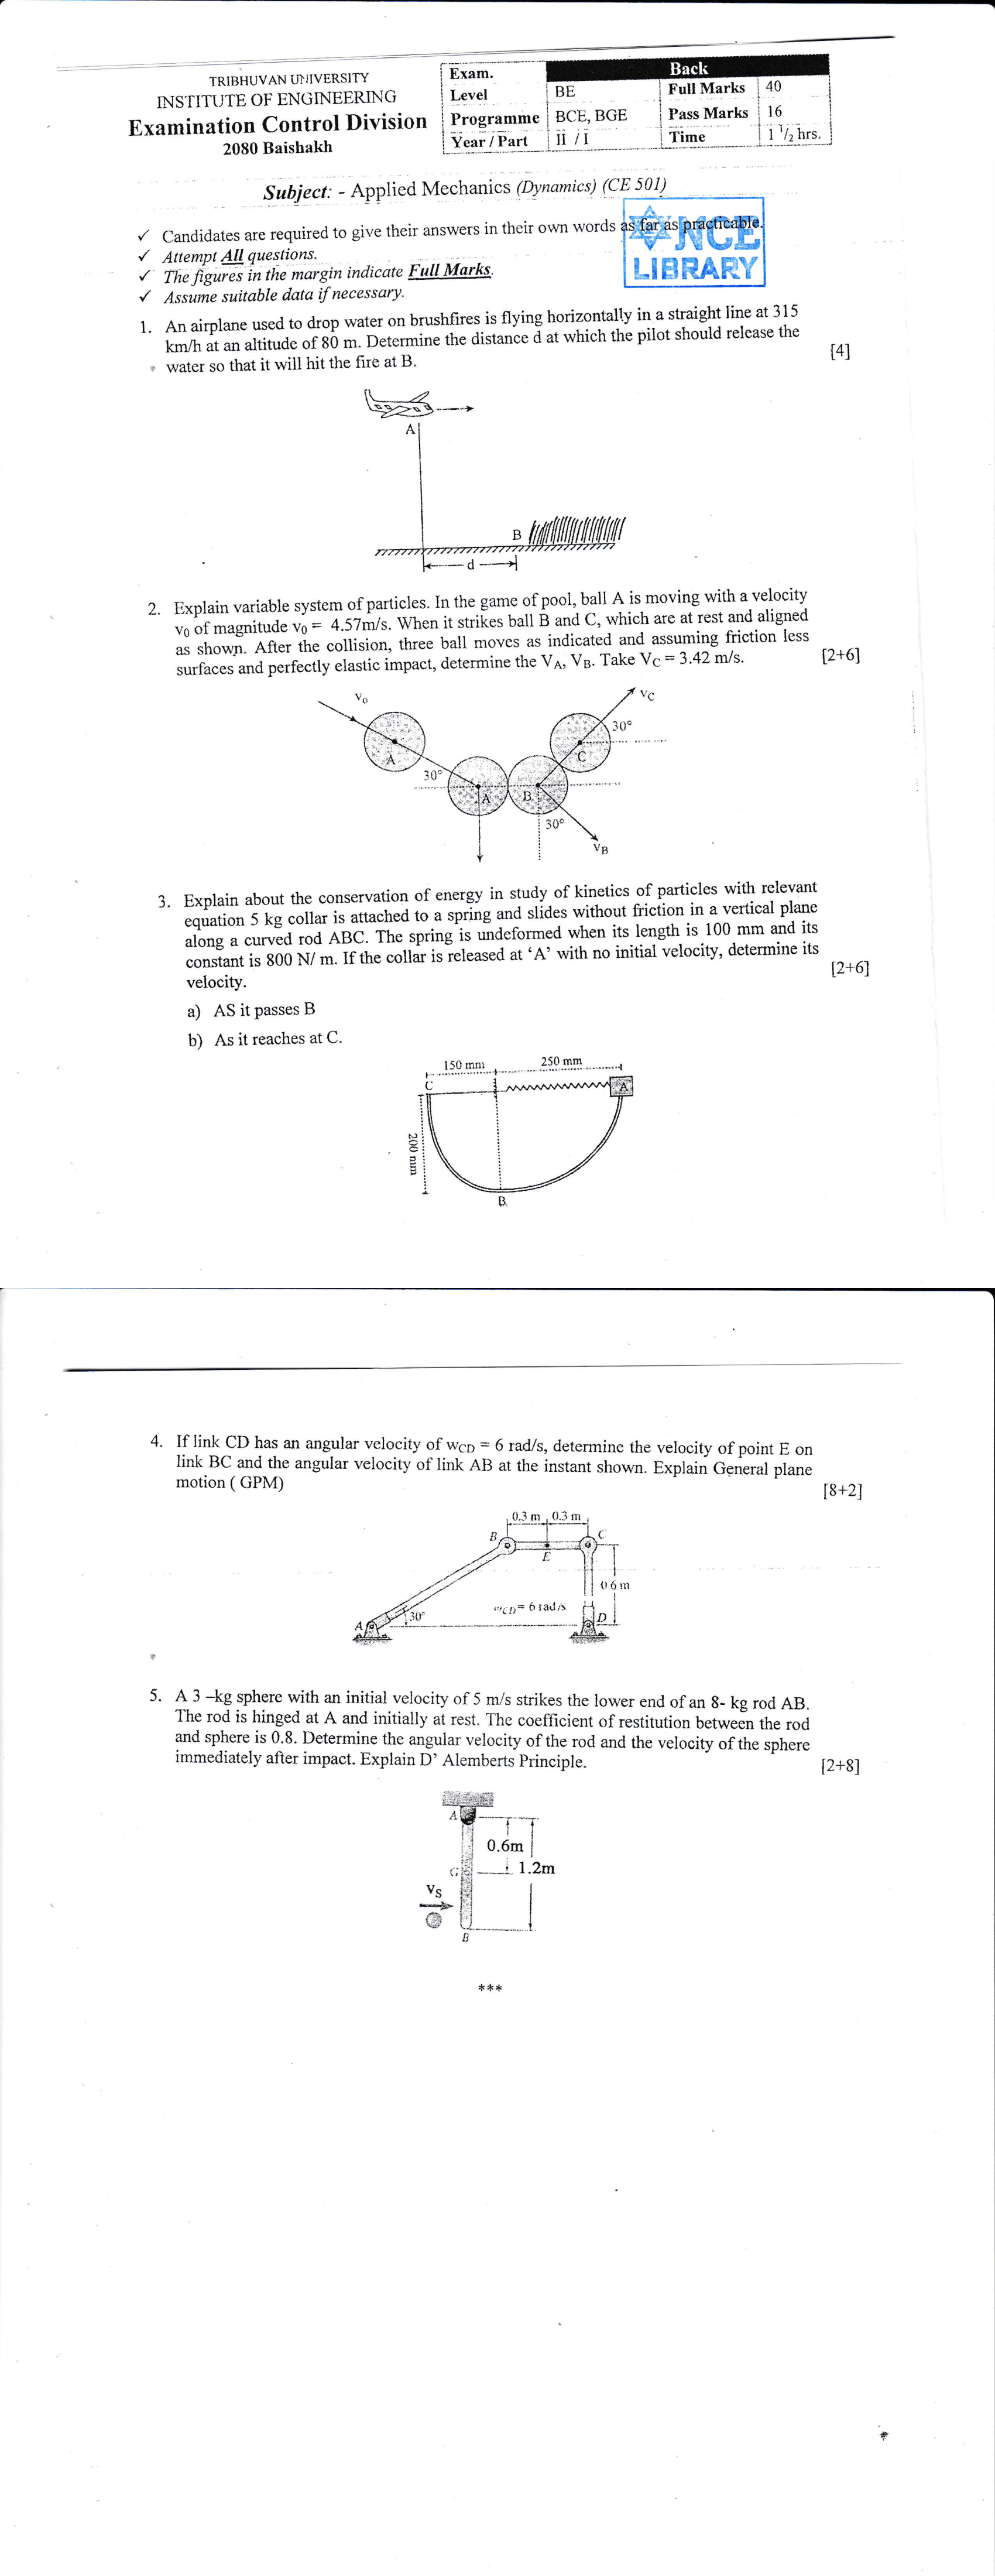 TRIBHUVAN UNIVERSITY
INSTITUTE OF ENGINEERING
Examination Control Division
2080 Baishakh
Exam. Back
Level BE Full Marks 40
Programme BCE, BGE Pass Marks 16
Year / Part II / I Time 1 1/2 hrs.
Subject: - Applied Mechanics (Dynamics) (CE 501)
✓ Candidates are required to give their answers in their own words as far as practicable.
✓ Attempt All questions.
✓ The figures in the margin indicate Full Marks.
✓ Assume suitable data if necessary.
NCE
LIBRARY
1. An airplane used to drop water on brushfires is flying horizontally in a straight line at 315
km/h at an altitude of 80 m. Determine the distance d at which the pilot should release the
water so that it will hit the fire at B. [4]
A
B
d
2. Explain variable system of particles. In the game of pool, ball A is moving with a velocity
v0 of magnitude v0 = 4.57m/s. When it strikes ball B and C, which are at rest and aligned
as shown. After the collision, three ball moves as indicated and assuming friction less
surfaces and perfectly elastic impact, determine the VA, VB. Take VC = 3.42 m/s. [2+6]
v0
vC
30°
A
C
30°
A B
30°
vB
3. Explain about the conservation of energy in study of kinetics of particles with relevant
equation 5 kg collar is attached to a spring and slides without friction in a vertical plane
along a curved rod ABC. The spring is undeformed when its length is 100 mm and its
constant is 800 N/ m. If the collar is released at ‘A’ with no initial velocity, determine its
velocity. [2+6]
a) AS it passes B
b) As it reaches at C.
150 mm 250 mm
C
A
200 mm
B
4. If link CD has an angular velocity of wCD = 6 rad/s, determine the velocity of point E on
link BC and the angular velocity of link AB at the instant shown. Explain General plane
motion ( GPM) [8+2]
0.3 m 0.3 m
B C
E
0.6 m
ωCD = 6 rad/s
30°
A D
5. A 3 –kg sphere with an initial velocity of 5 m/s strikes the lower end of an 8- kg rod AB.
The rod is hinged at A and initially at rest. The coefficient of restitution between the rod
and sphere is 0.8. Determine the angular velocity of the rod and the velocity of the sphere
immediately after impact. Explain D’ Alemberts Principle. [2+8]
A
0.6m
G 1.2m
VS
B
***